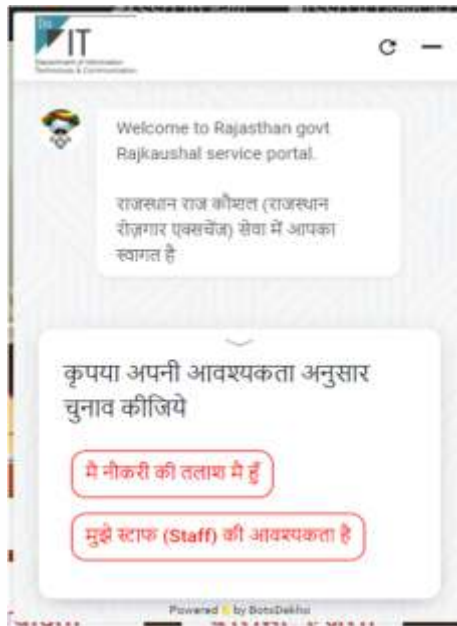 DoIT
Department of Information
Technology & Communication
Welcome to Rajasthan govt
Rajkaushal service portal.
राजस्थान राज कौशल (राजस्थान
रोज़गार एक्सचेंज) सेवा में आपका
स्वागत है
कृपया अपनी आवश्यकता अनुसार
चुनाव कीजिये
मै नौकरी की तलाश मै हूँ
मुझे स्टाफ (Staff) की आवश्यकता है
Powered by BotsDekho